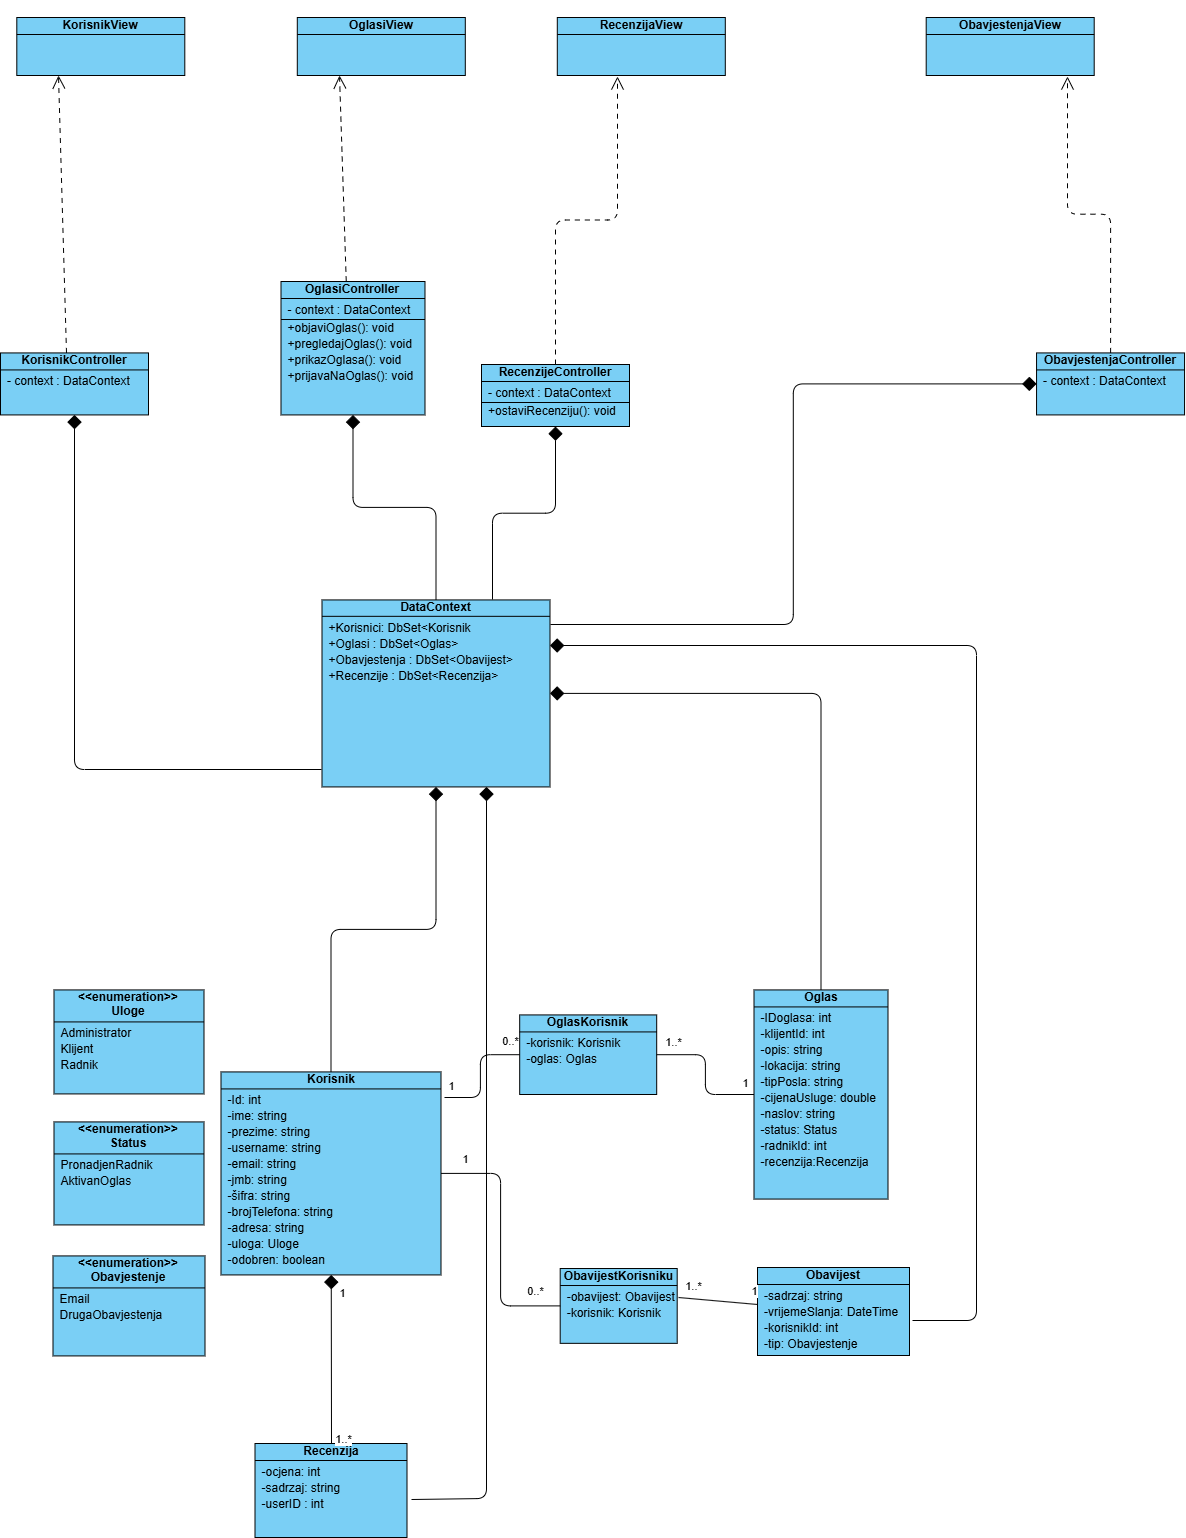 KorisnikView
OglasiView
RecenzijaView
ObavjestenjaView
OglasiController
- context : DataContext
+objaviOglas(): void
+pregledajOglas(): void
+prikazOglasa(): void
+prijavaNaOglas(): void
KorisnikController
- context : DataContext
RecenzijeController
- context : DataContext
+ostaviRecenziju(): void
ObavjestenjaController
- context : DataContext
DataContext
+Korisnici: DbSet<Korisnik
+Oglasi : DbSet<Oglas>
+Obavjestenja : DbSet<Obavijest>
+Recenzije : DbSet<Recenzija>
<<enumeration>>
Uloge
Administrator
Klijent
Radnik
<<enumeration>>
Status
PronadjenRadnik
AktivanOglas
<<enumeration>>
Obavjestenje
Email
DrugaObavjestenja
Korisnik
-Id: int
-ime: string
-prezime: string
-username: string
-email: string
-jmb: string
-šifra: string
-brojTelefona: string
-adresa: string
-uloga: Uloge
-odobren: boolean
1
0..*
OglasKorisnik
-korisnik: Korisnik
-oglas: Oglas
1..*
1
Oglas
-IDoglasa: int
-klijentId: int
-opis: string
-lokacija: string
-tipPosla: string
-cijenaUsluge: double
-naslov: string
-status: Status
-radnikId: int
-recenzija:Recenzija
1
0..*
ObavijestKorisniku
-obavijest: Obavijest
-korisnik: Korisnik
1..*
1
Obavijest
-sadrzaj: string
-vrijemeSlanja: DateTime
-korisnikId: int
-tip: Obavjestenje
1
1..*
Recenzija
-ocjena: int
-sadrzaj: string
-userID : int